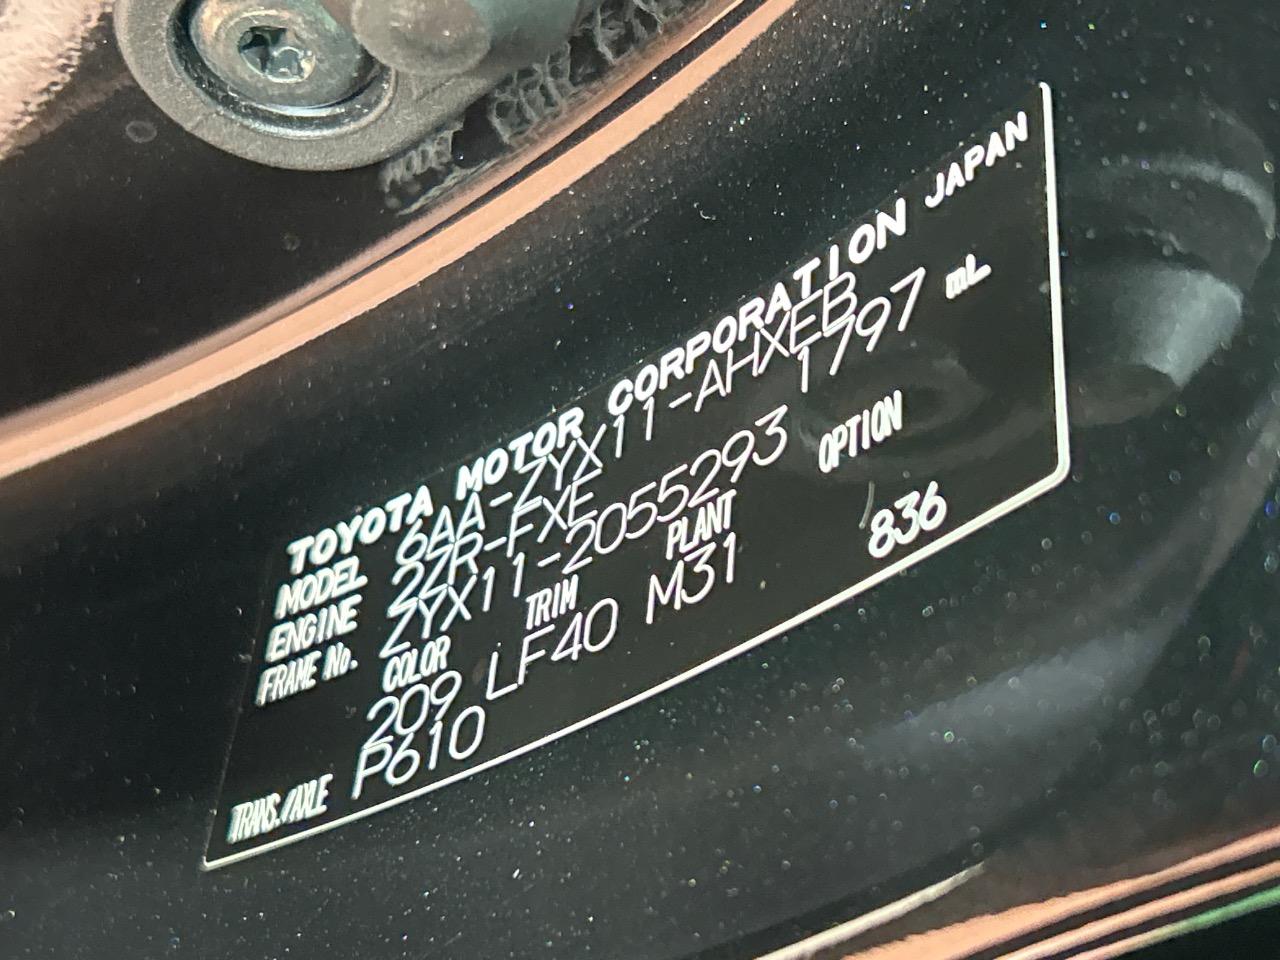 TOYOTA MOTOR CORPORATION JAPAN
MODEL 6AA-ZYX11-AHXEB
ENGINE 2ZR-FXE 1797 mL
FRAME No. ZYX11-2055293
COLOR TRIM PLANT OPTION
209 LF40 M31 836
TRANS./AXLE P610